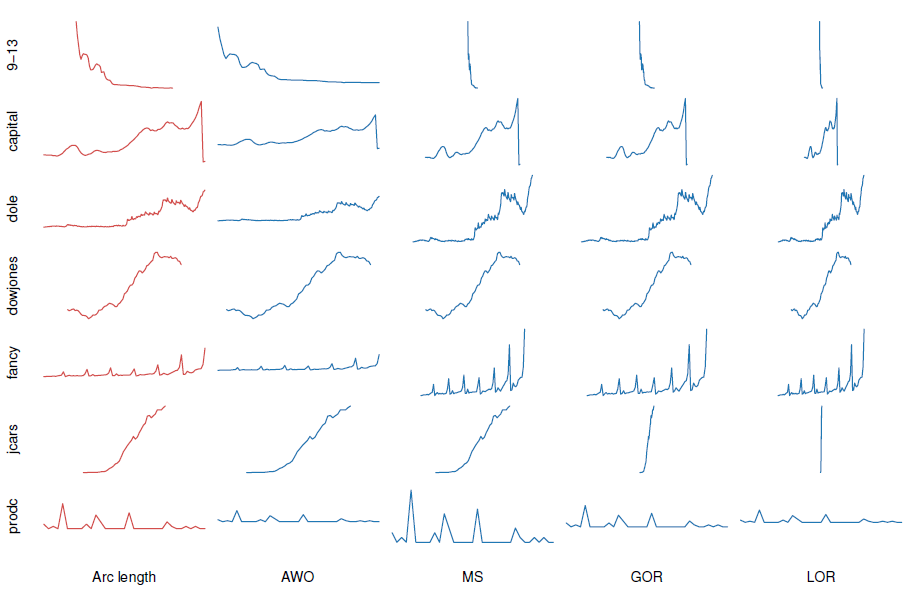 9−13
capital
dole
dowjones
fancy
jcars
prodc
Arc length AWO MS GOR LOR